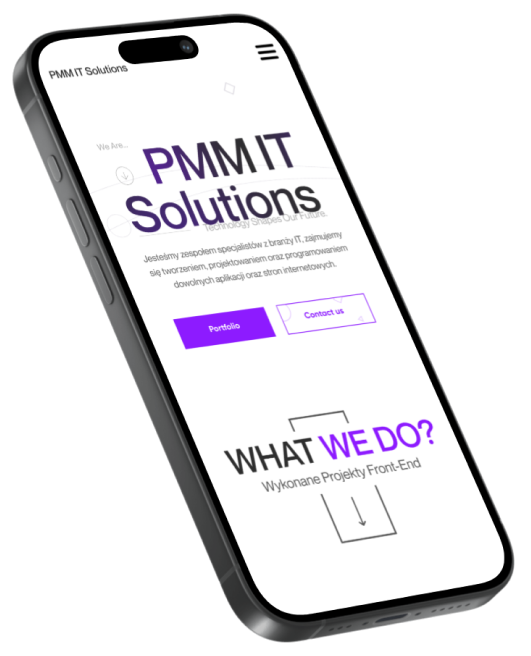 PMM IT Solutions
We Are...
PMM IT
Solutions
Technology Shapes Our Future.
Jesteśmy zespołem specjalistów z branży IT, zajmujemy
się tworzeniem, projektowaniem oraz programowaniem
dowolnych aplikacji oraz stron internetowych.
Portfolio
Contact us
WHAT WE DO?
Wykonane Projekty Front-End